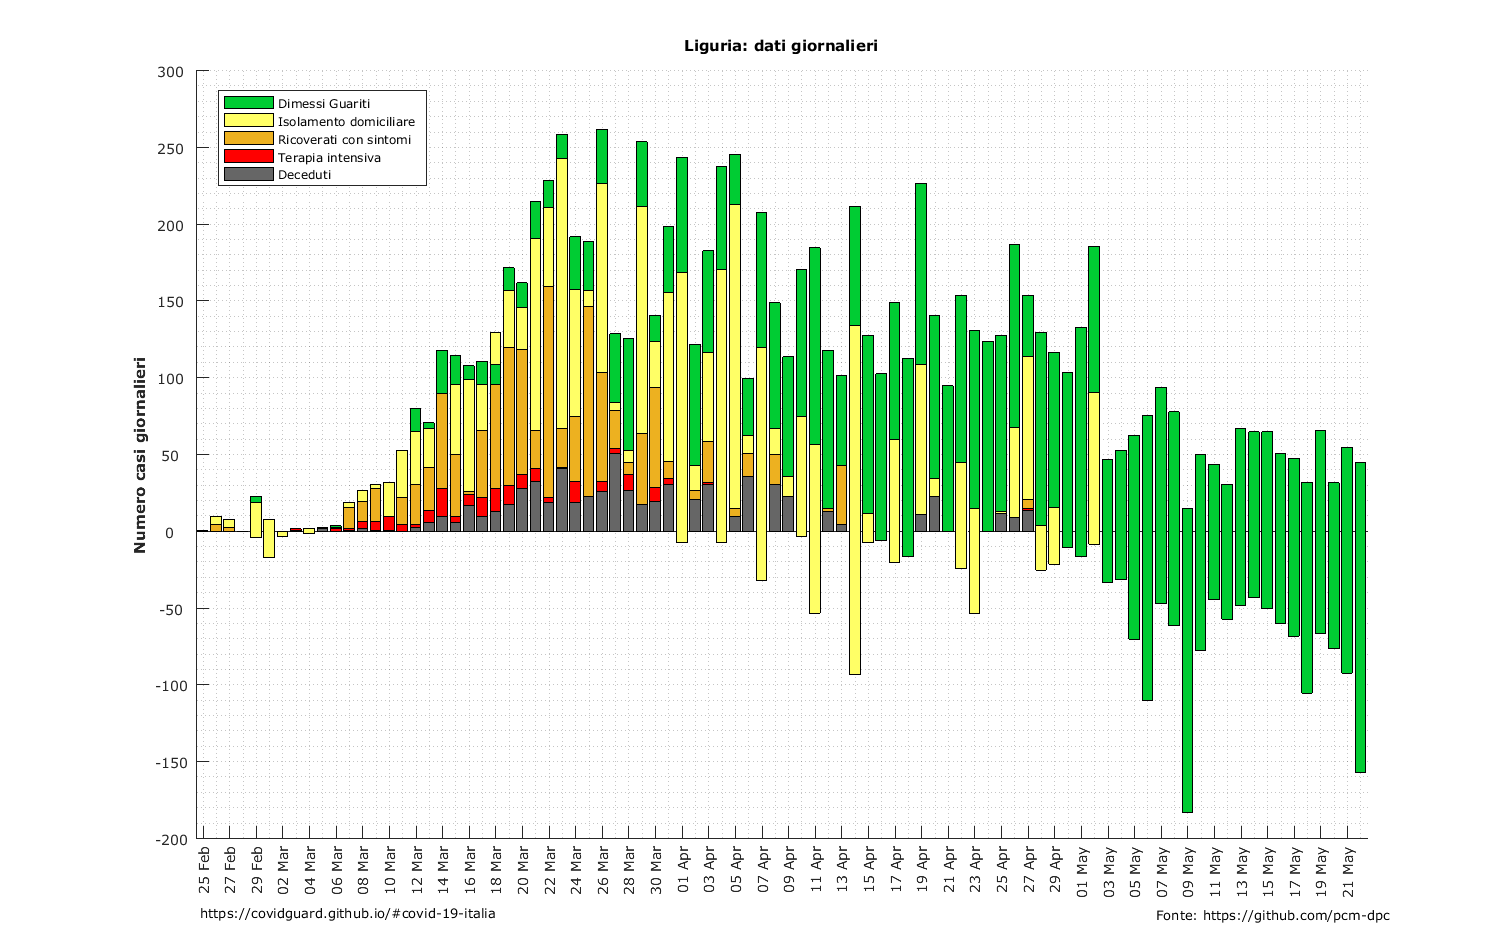 Liguria: dati giornalieri
300
250
200
150
100
50
0
-50
-100
-150
-200
Numero casi giornalieri
Dimessi Guariti
Isolamento domiciliare
Ricoverati con sintomi
Terapia intensiva
Deceduti
25 Feb
27 Feb
29 Feb
02 Mar
04 Mar
06 Mar
08 Mar
10 Mar
12 Mar
14 Mar
16 Mar
18 Mar
20 Mar
22 Mar
24 Mar
26 Mar
28 Mar
30 Mar
01 Apr
03 Apr
05 Apr
07 Apr
09 Apr
11 Apr
13 Apr
15 Apr
17 Apr
19 Apr
21 Apr
23 Apr
25 Apr
27 Apr
29 Apr
01 May
03 May
05 May
07 May
09 May
11 May
13 May
15 May
17 May
19 May
21 May
https://covidguard.github.io/#covid-19-italia
Fonte: https://github.com/pcm-dpc